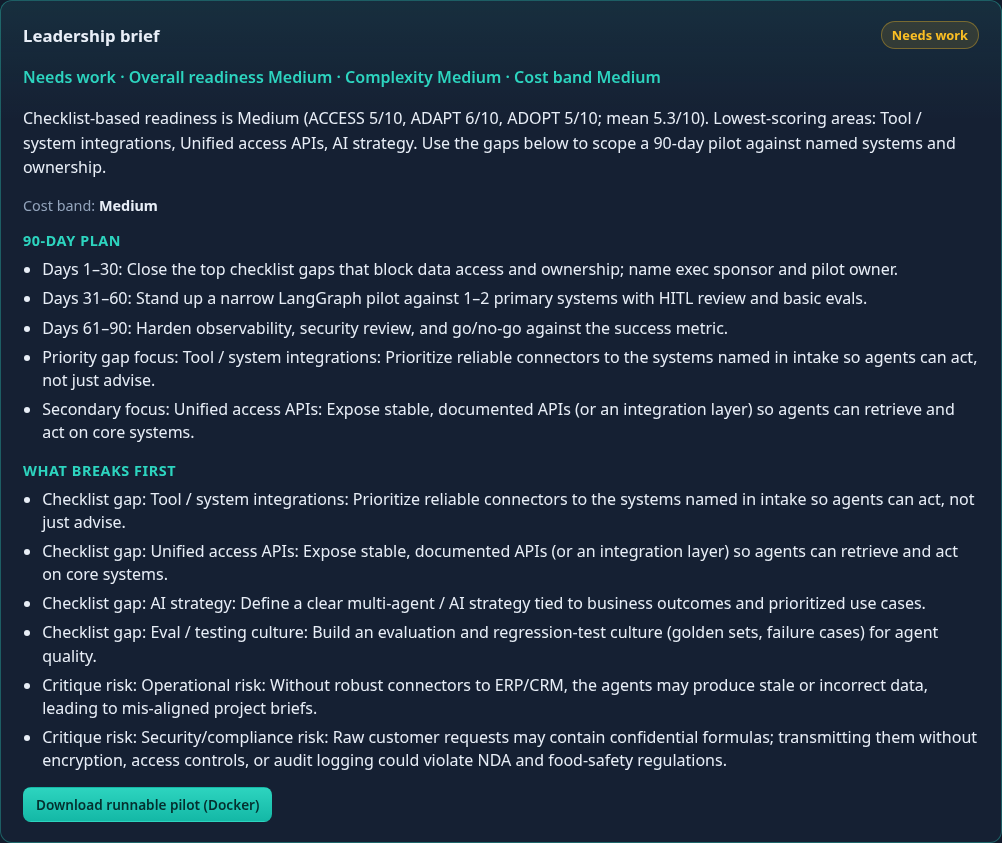 Leadership brief
Needs work
Needs work · Overall readiness Medium · Complexity Medium · Cost band Medium
Checklist-based readiness is Medium (ACCESS 5/10, ADAPT 6/10, ADOPT 5/10; mean 5.3/10). Lowest-scoring areas: Tool /
system integrations, Unified access APIs, AI strategy. Use the gaps below to scope a 90-day pilot against named systems and
ownership.
Cost band: Medium
90-DAY PLAN
• Days 1–30: Close the top checklist gaps that block data access and ownership; name exec sponsor and pilot owner.
• Days 31–60: Stand up a narrow LangGraph pilot against 1–2 primary systems with HITL review and basic evals.
• Days 61–90: Harden observability, security review, and go/no-go against the success metric.
• Priority gap focus: Tool / system integrations: Prioritize reliable connectors to the systems named in intake so agents can act,
not just advise.
• Secondary focus: Unified access APIs: Expose stable, documented APIs (or an integration layer) so agents can retrieve and
act on core systems.
WHAT BREAKS FIRST
• Checklist gap: Tool / system integrations: Prioritize reliable connectors to the systems named in intake so agents can act, not
just advise.
• Checklist gap: Unified access APIs: Expose stable, documented APIs (or an integration layer) so agents can retrieve and act
on core systems.
• Checklist gap: AI strategy: Define a clear multi-agent / AI strategy tied to business outcomes and prioritized use cases.
• Checklist gap: Eval / testing culture: Build an evaluation and regression-test culture (golden sets, failure cases) for agent
quality.
• Critique risk: Operational risk: Without robust connectors to ERP/CRM, the agents may produce stale or incorrect data,
leading to mis-aligned project briefs.
• Critique risk: Security/compliance risk: Raw customer requests may contain confidential formulas; transmitting them without
encryption, access controls, or audit logging could violate NDA and food-safety regulations.
Download runnable pilot (Docker)